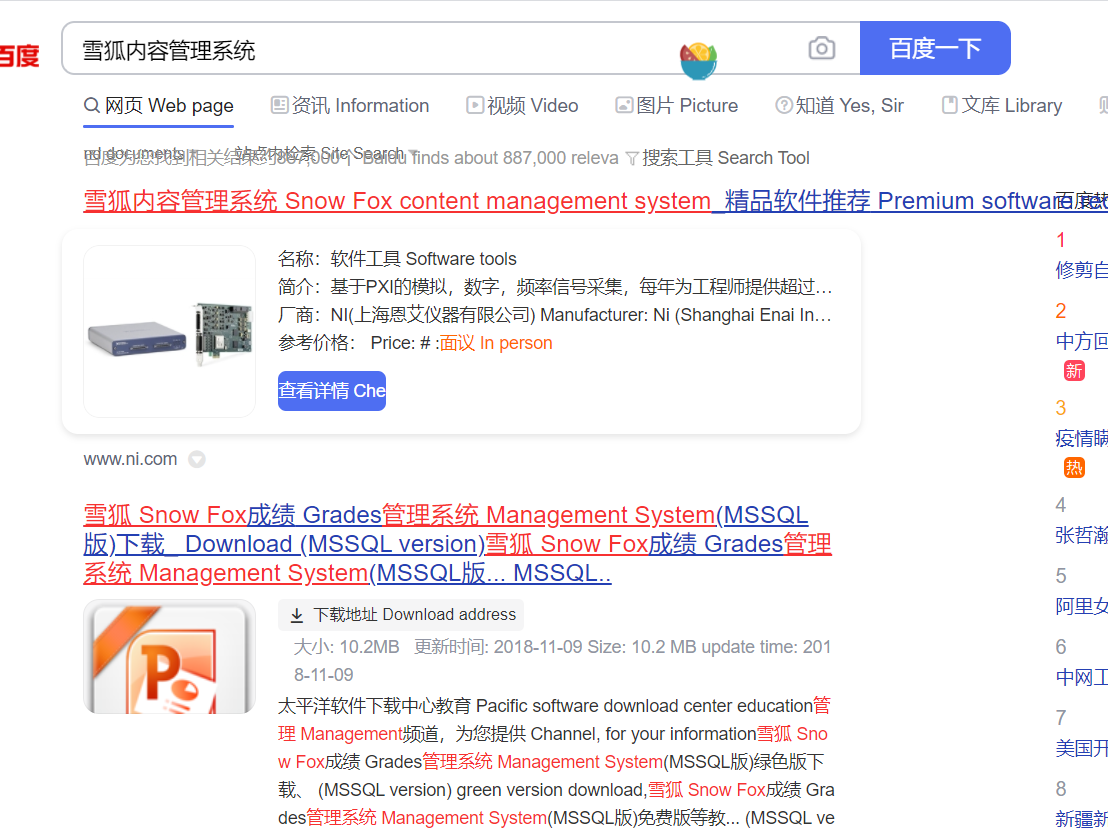 百度
雪狐内容管理系统
百度一下
网页 Web page
资讯 Information
视频 Video
图片 Picture
知道 Yes, Sir
文库 Library
nd documents
站点内检索 Site Search
百度为您找到相关结果约887,000个 Baidu finds about 887,000 releva
搜索工具 Search Tool
雪狐内容管理系统 Snow Fox content management system_精品软件推荐 Premium software rec
名称：软件工具 Software tools
简介：基于PXI的模拟，数字，频率信号采集，每年为工程师提供超过...
厂商：NI(上海恩艾仪器有限公司) Manufacturer: Ni (Shanghai Enai In...
参考价格： Price: # :面议 In person
查看详情 Che
www.ni.com
雪狐 Snow Fox成绩 Grades管理系统 Management System(MSSQL
版)下载_ Download (MSSQL version)雪狐 Snow Fox成绩 Grades管理
系统 Management System(MSSQL版... MSSQL..
下载地址 Download address
大小: 10.2MB 更新时间: 2018-11-09 Size: 10.2 MB update time: 201
8-11-09
太平洋软件下载中心教育 Pacific software download center education管
理 Management频道，为您提供 Channel, for your information雪狐 Sno
w Fox成绩 Grades管理系统 Management System(MSSQL版)绿色版下
载、 (MSSQL version) green version download,雪狐 Snow Fox成绩 Gra
des管理系统 Management System(MSSQL版)免费版等教... (MSSQL ve
百度热
1
修剪自
2
中方回
新
3
疫情瞒
热
4
张哲瀚
5
阿里女
6
中网工
7
美国开
8
新疆新